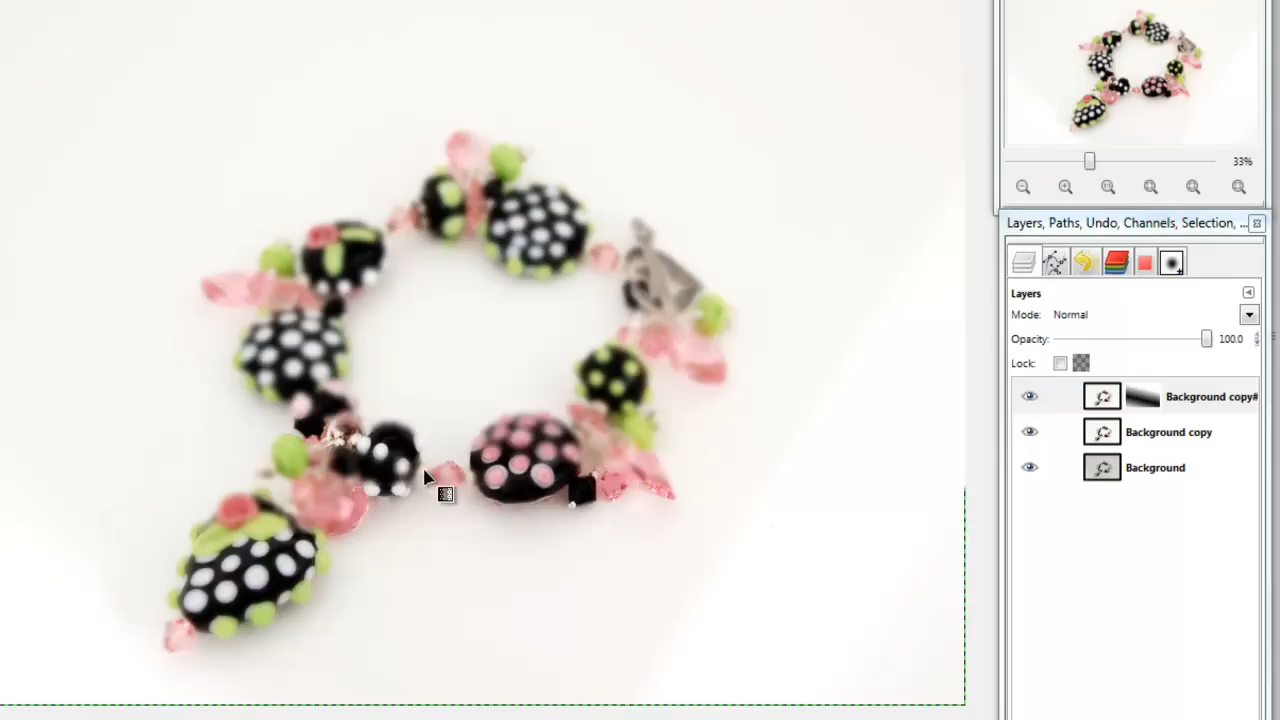 33%
Layers, Paths, Undo, Channels, Selection, ...
Layers
Mode: Normal
Opacity: 100.0
Lock:
Background copy#
Background copy
Background